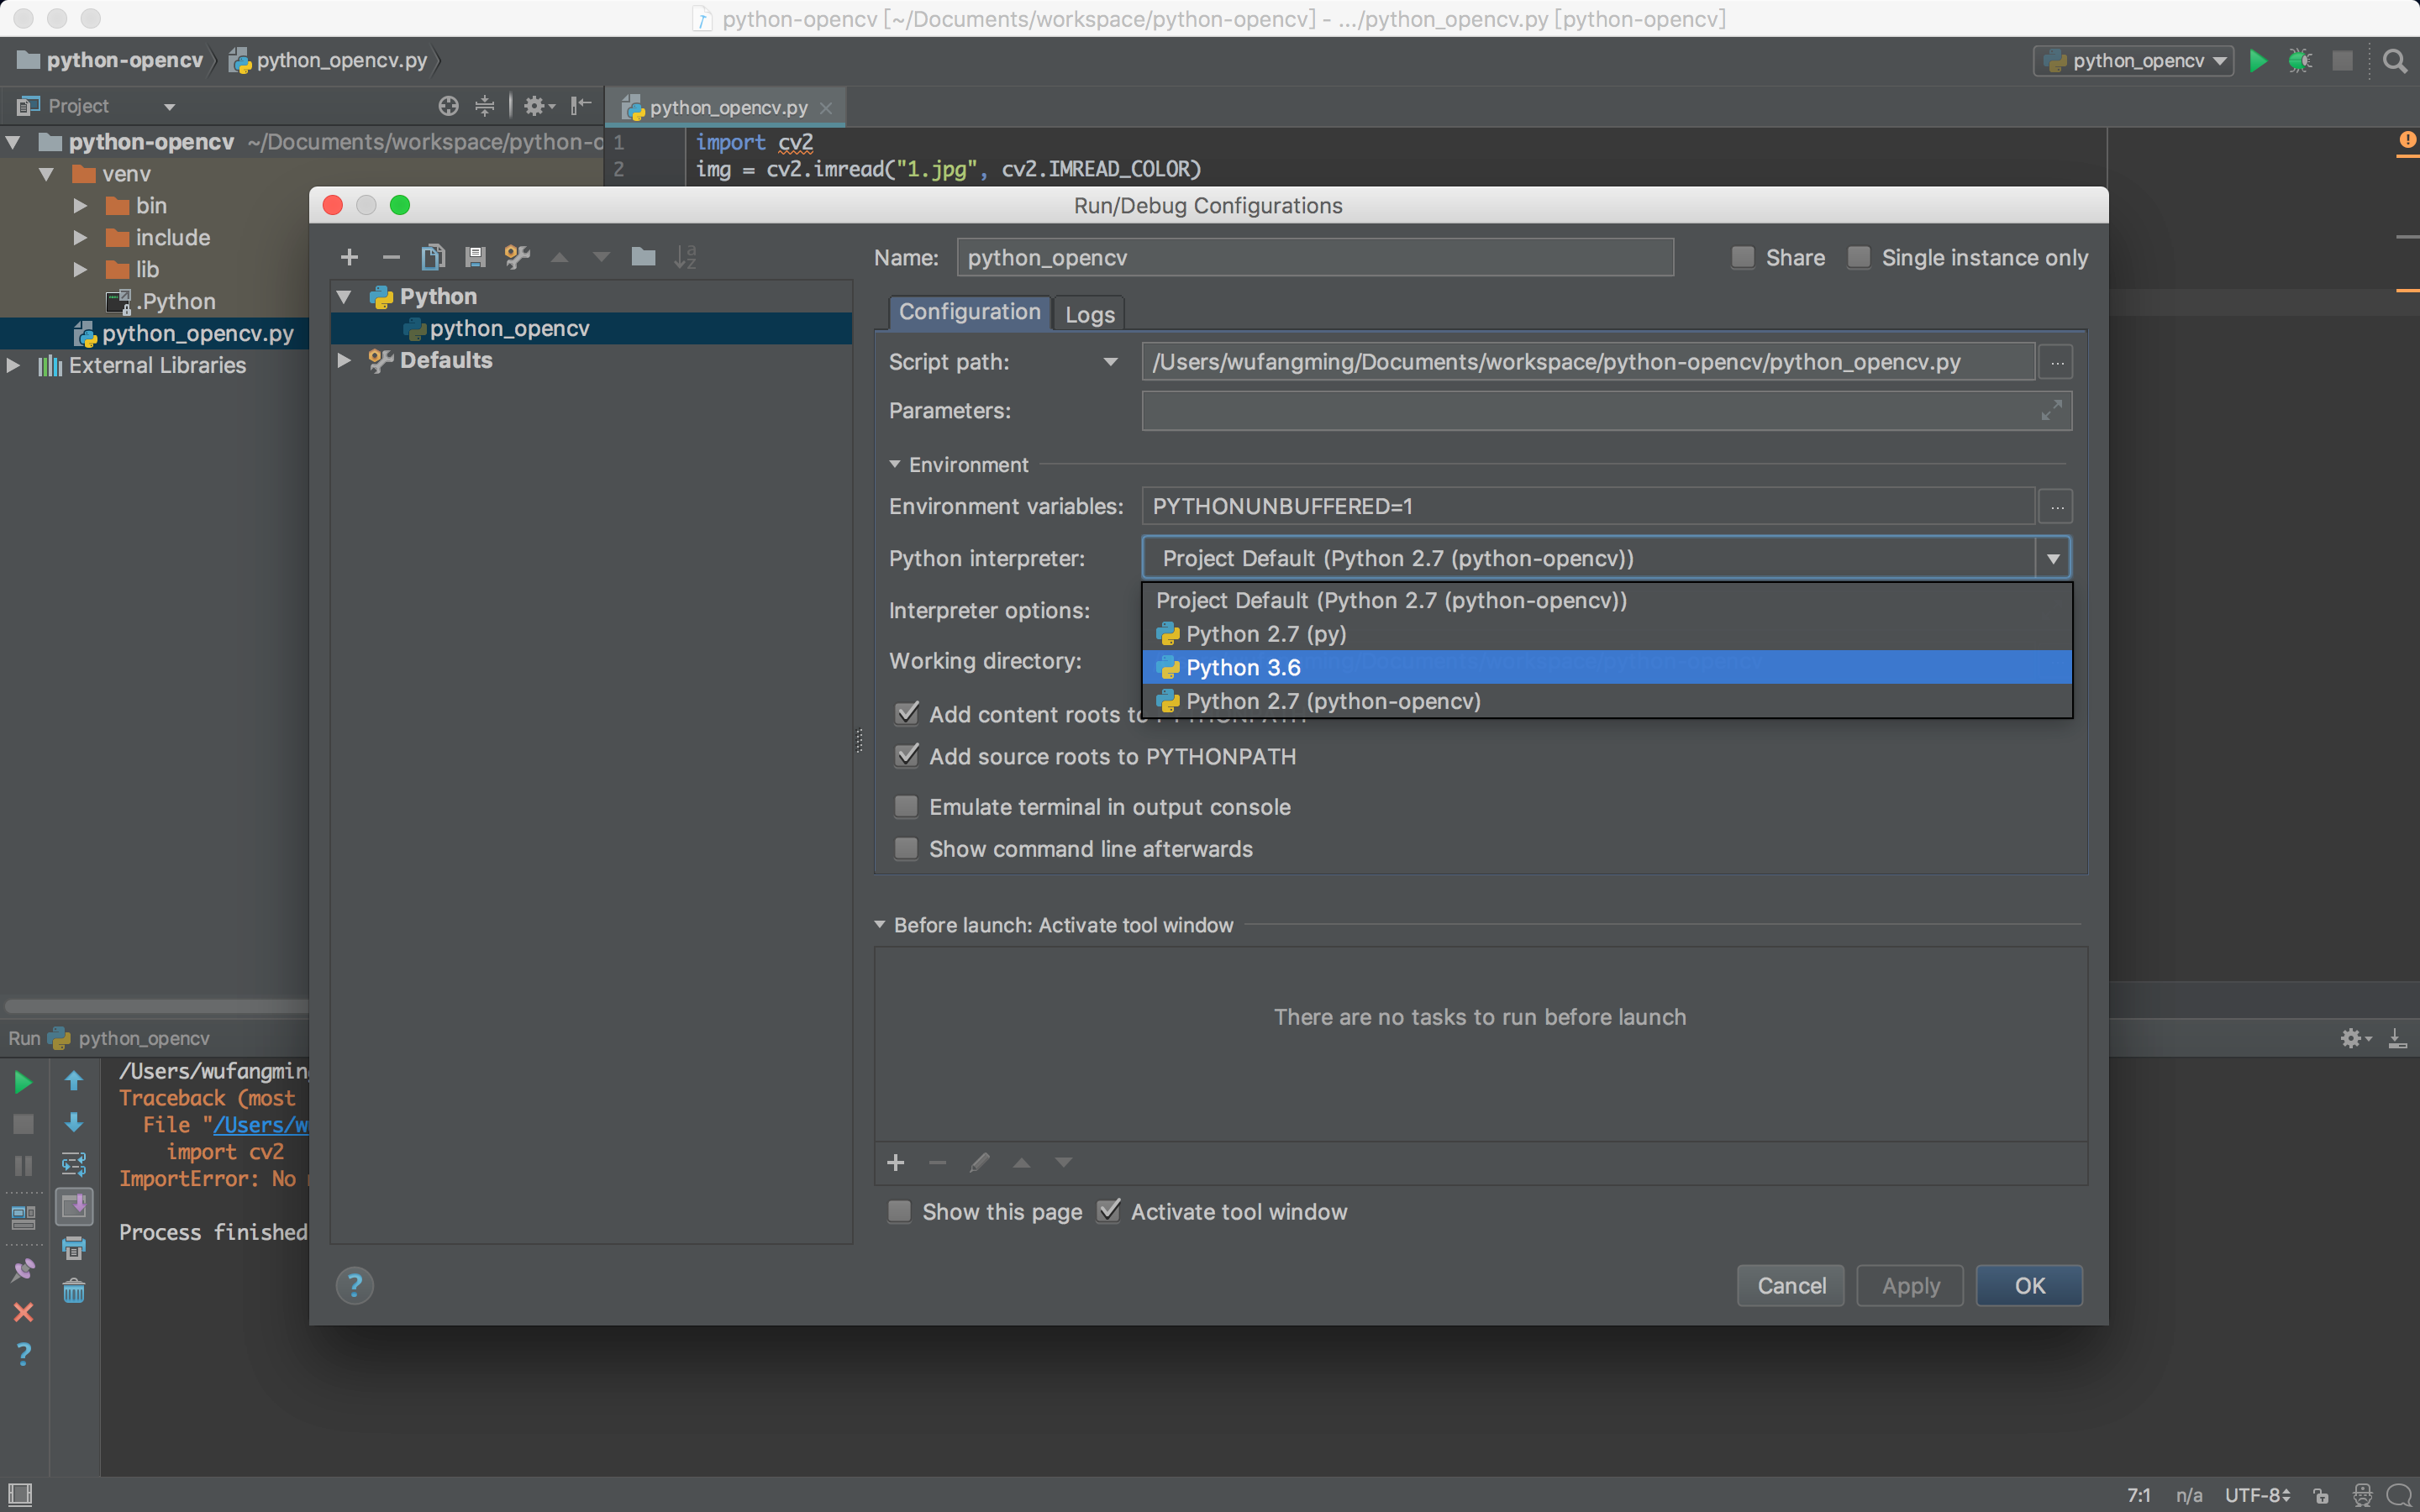 python-opencv [~/Documents/workspace/python-opencv] - .../python_opencv.py [python-opencv]
python-opencv
python_opencv.py
python_opencv
Project
python_opencv.py
python-opencv ~/Documents/workspace/python-o
venv
bin
include
lib
.Python
python_opencv.py
External Libraries
1 import cv2
2 img = cv2.imread("1.jpg", cv2.IMREAD_COLOR)
Run/Debug Configurations
Python
python_opencv
Defaults
Name: python_opencv
Share
Single instance only
Configuration
Logs
Script path: /Users/wufangming/Documents/workspace/python-opencv/python_opencv.py
...
Parameters:
Environment
Environment variables: PYTHONUNBUFFERED=1
...
Python interpreter: Project Default (Python 2.7 (python-opencv))
Project Default (Python 2.7 (python-opencv))
Interpreter options:
Python 2.7 (py)
Working directory:
Python 3.6
Python 2.7 (python-opencv)
Add content roots to PYTHONPATH
Add source roots to PYTHONPATH
Emulate terminal in output console
Show command line afterwards
Before launch: Activate tool window
There are no tasks to run before launch
Show this page
Activate tool window
?
Cancel
Apply
OK
Run python_opencv
/Users/wufangming
Traceback (most
File "/Users/w
import cv2
ImportError: No
Process finished
?
7:1 n/a UTF-8